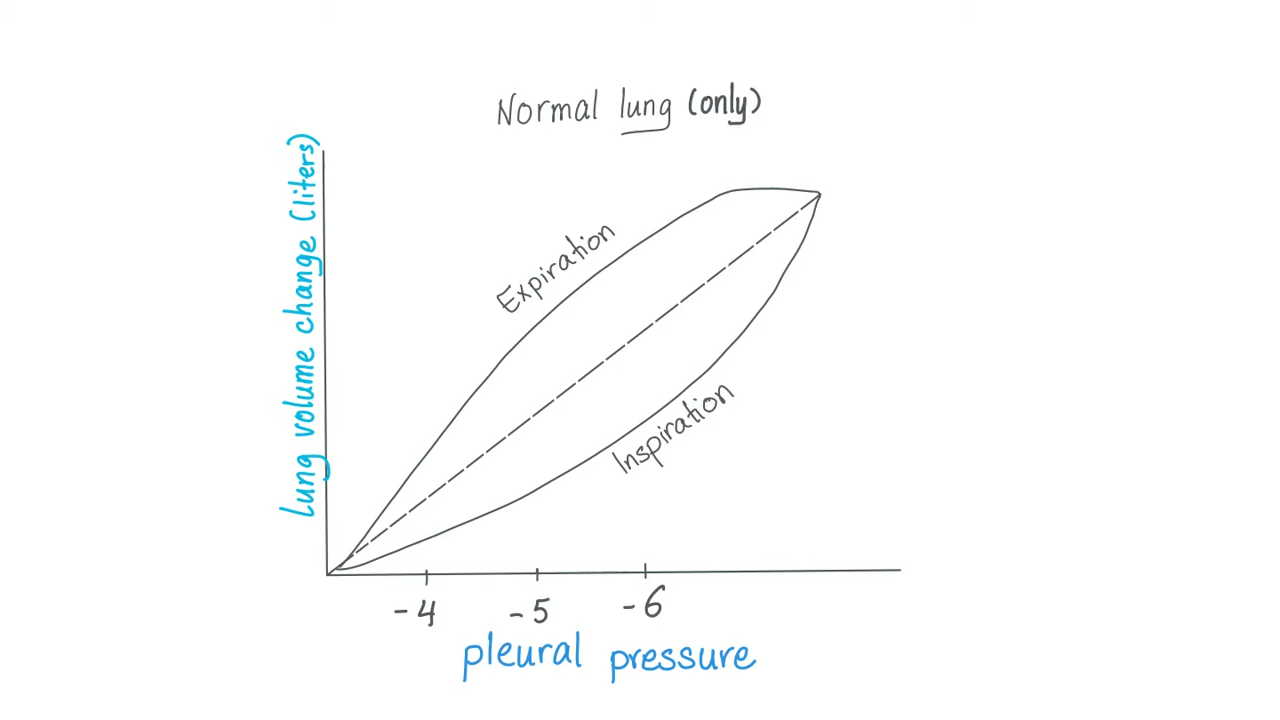 Normal lung (only)
Lung volume change (liters)
Expiration
Inspiration
-4
-5
-6
pleural pressure